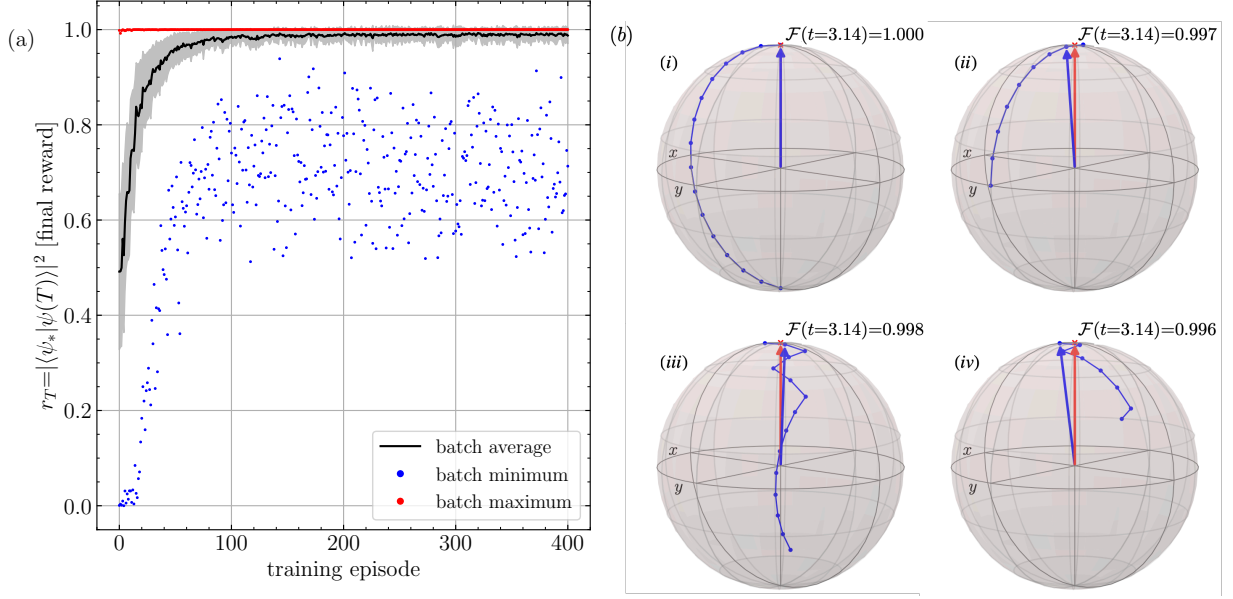 (a)
1.0
0.8
0.6
0.4
0.2
0.0
r_T=|⟨ψ_*|ψ(T)⟩|² [final reward]
0 100 200 300 400
training episode
batch average
batch minimum
batch maximum
(b)
(i)
F(t=3.14)=1.000
x
y
(ii)
F(t=3.14)=0.997
x
y
(iii)
F(t=3.14)=0.998
x
y
(iv)
F(t=3.14)=0.996
x
y